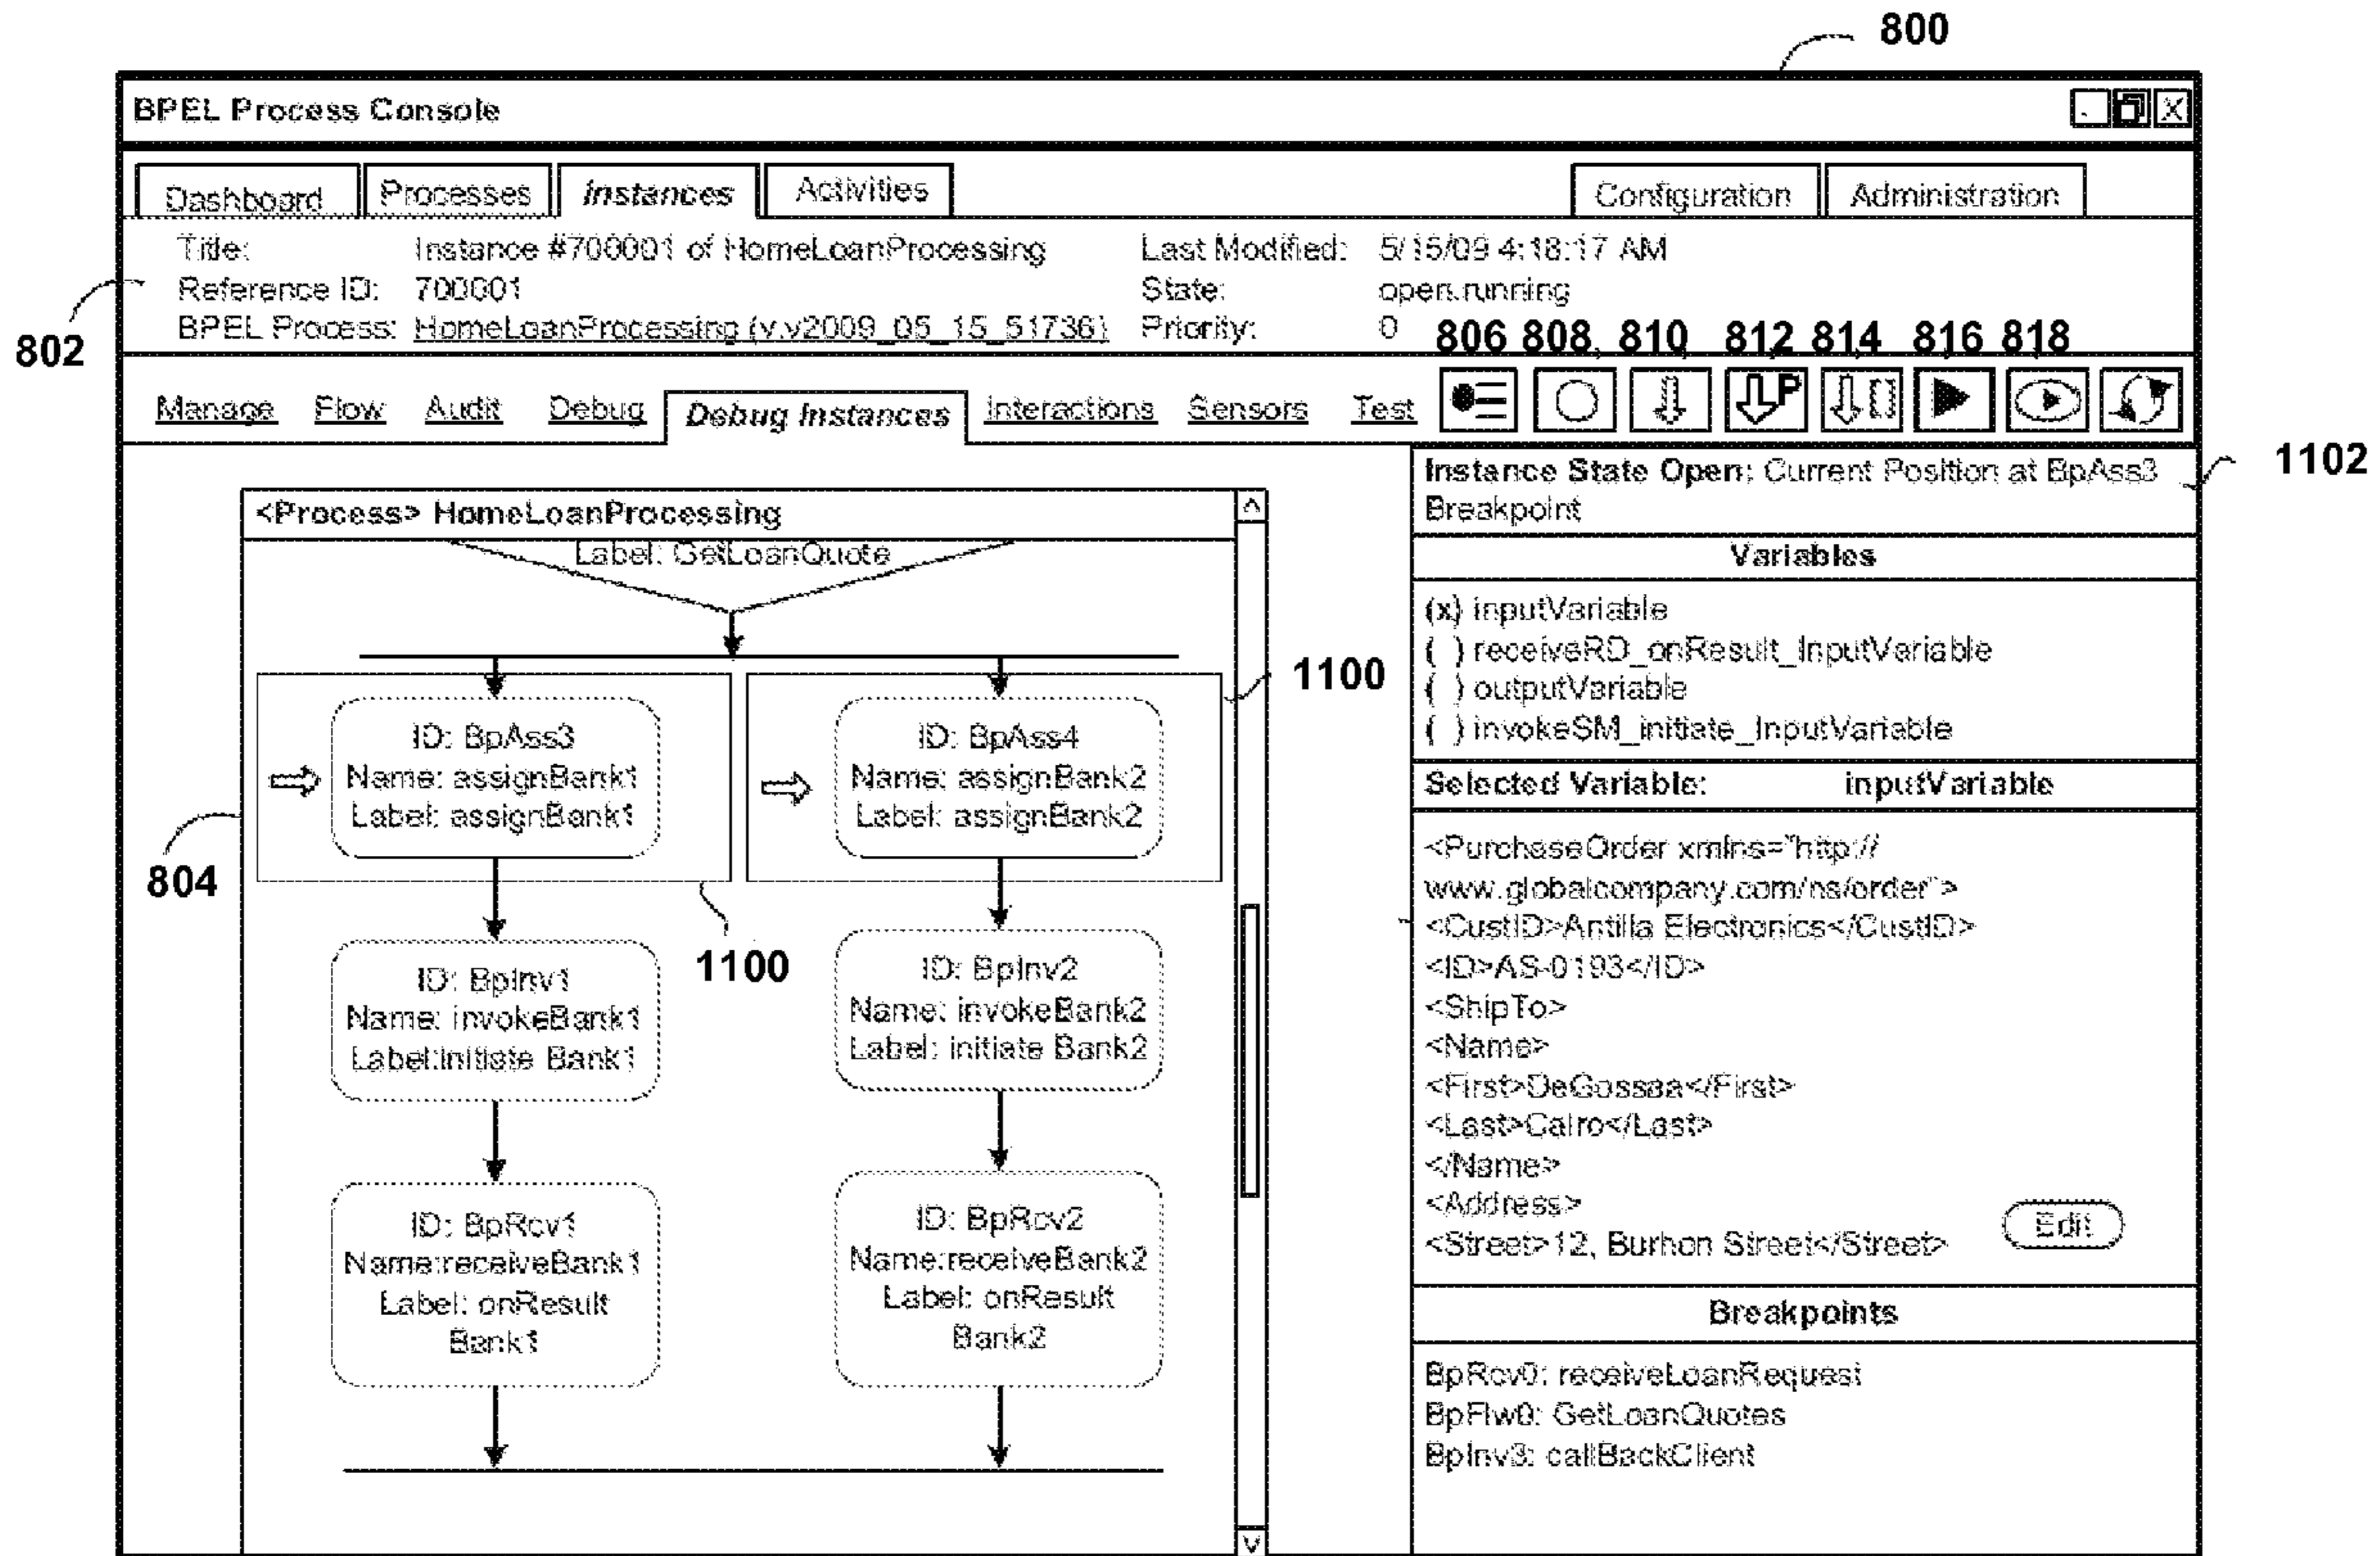 800
BPEL Process Console
Dashboard Processes Instances Activities Configuration Administration
Title: Instance #700001 of HomeLoanProcessing Last Modified: 5/15/09 4:18:17 AM
Reference ID: 700001 State: open.running
BPEL Process: HomeLoanProcessing (v.v2009_05_15_51736) Priority: 0
802
806 808 810 812 814 816 818
Manage Flow Audit Debug Debug Instances Interactions Sensors Test
P
1102
Instance State Open: Current Position at BpAss3
Breakpoint
<Process> HomeLoanProcessing
Label: GetLoanQuote
Variables
(x) inputVariable
( ) receiveRD_onResult_InputVariable
( ) outputVariable
( ) invokeSM_initiate_InputVariable
1100
ID: BpAss3
Name: assignBank1
Label: assignBank1
ID: BpAss4
Name: assignBank2
Label: assignBank2
804
1100
ID: BpInv1
Name: invokeBank1
Label:initiate Bank1
ID: BpInv2
Name: invokeBank2
Label: initiate Bank2
ID: BpRcv1
Name:receiveBank1
Label: onResult
Bank1
ID: BpRcv2
Name:receiveBank2
Label: onResult
Bank2
Selected Variable: inputVariable
<PurchaseOrder xmlns="http://
www.globalcompany.com/ns/order">
<CustID>Antilla Electronics</CustID>
<ID>AS-0193</ID>
<ShipTo>
<Name>
<First>DeGossaa</First>
<Last>Cairo</Last>
</Name>
<Address>
<Street>12, Burhon Street</Street>
Edit
Breakpoints
BpRcv0: receiveLoanRequest
BpFlw0: GetLoanQuotes
BpInv3: callBackClient